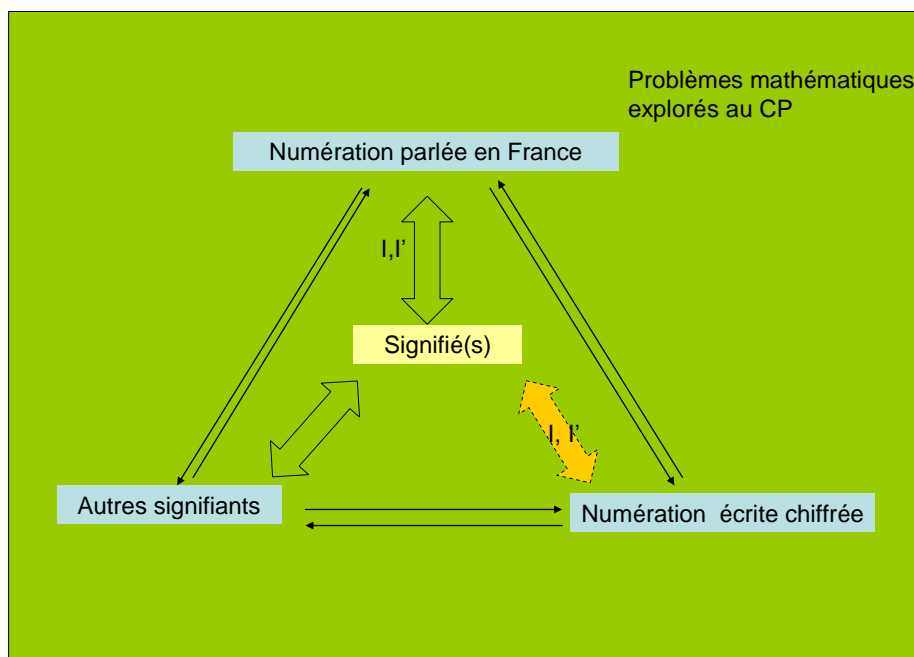 Problèmes mathématiques
explorés au CP
Numération parlée en France
I,I’
Signifié(s)
I, I’
Autres signifiants
Numération écrite chiffrée